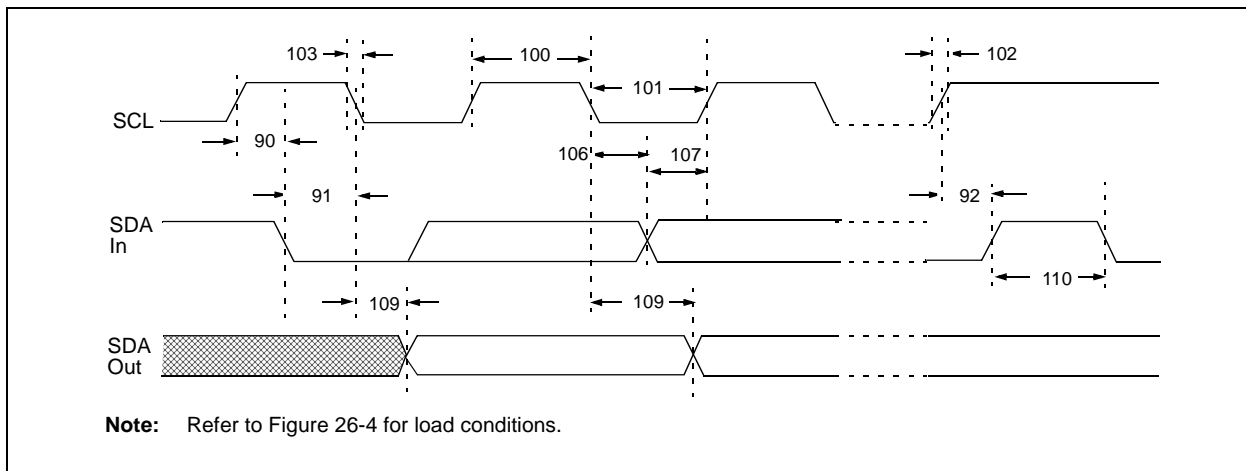 103
100
101
102
SCL
90
106
107
91
92
SDA
In
110
109
109
SDA
Out
Note: Refer to Figure 26-4 for load conditions.